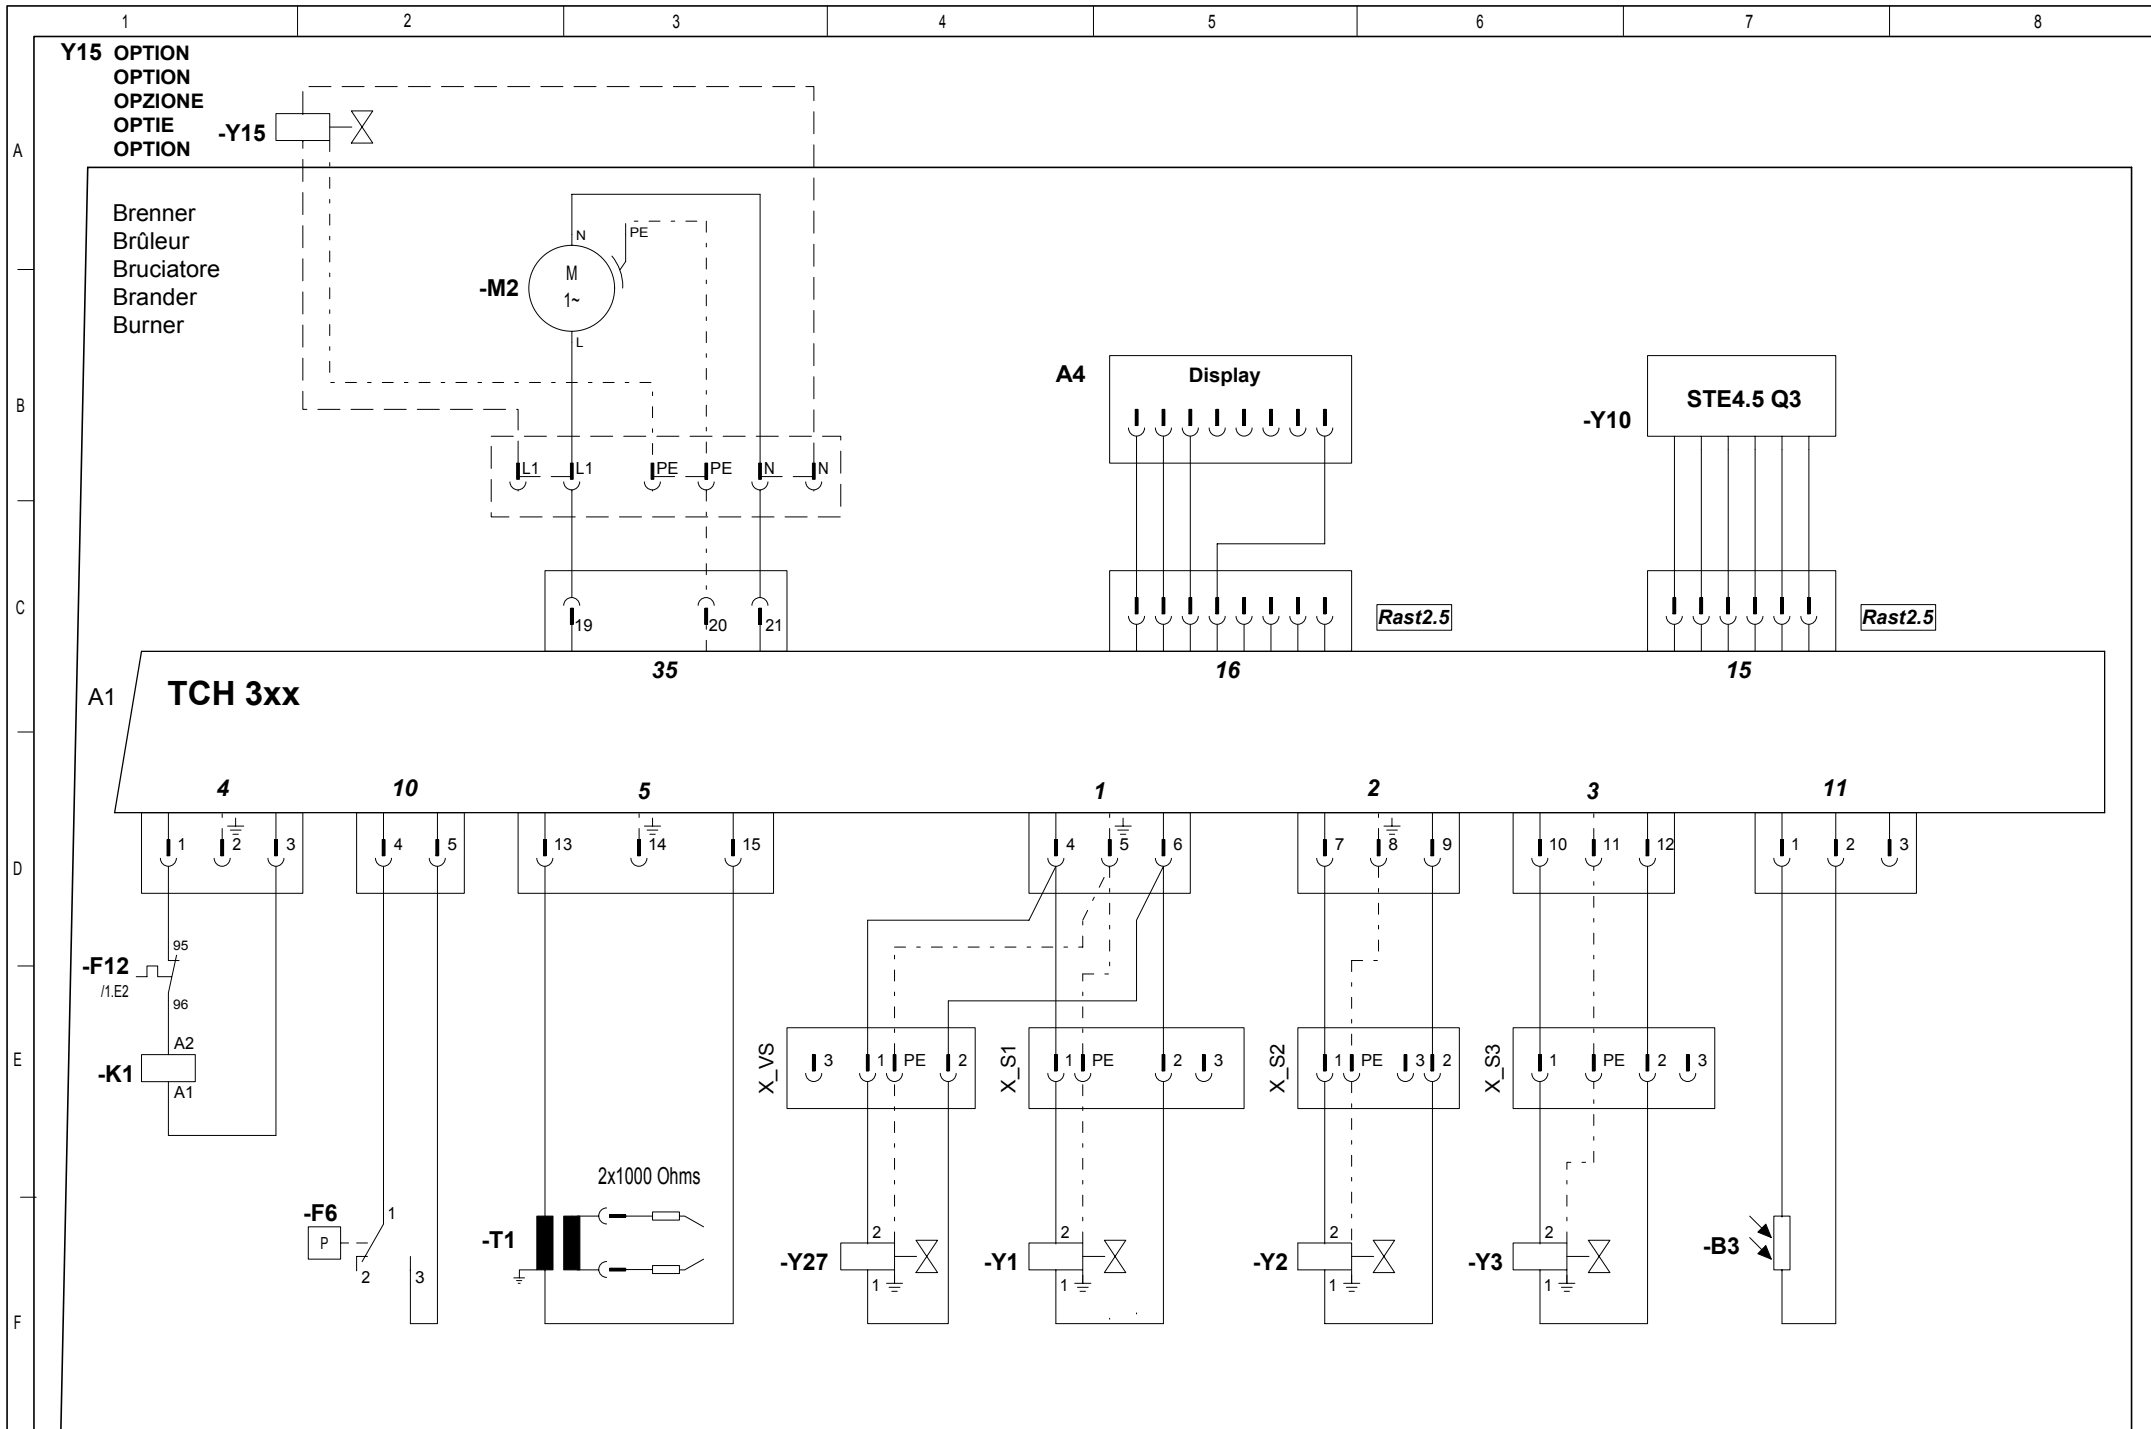 1 2 3 4 5 6 7 8
Y15 OPTION
OPTION
OPZIONE
OPTIE
OPTION
-Y15
A
Brenner
Brûleur
Bruciatore
Brander
Burner
N PE
-M2 M
1~
L
A4 Display
STE4.5 Q3
-Y10
B
L1 L1 PE PE N N
C
19 20 21
Rast2.5 Rast2.5
35 16 15
A1 TCH 3xx
4 10 5 1 2 3 11
D
1 2 3 4 5 13 14 15 4 5 6 7 8 9 10 11 12 1 2 3
95
-F12
/1.E2
96
E
A2
-K1
A1
X_VS 3 1 PE 2
X_S1 1 PE 2 3
X_S2 1 PE 3 2
X_S3 1 PE 2 3
2x1000 Ohms
-F6 1
P
2 3
-T1
2
-Y27
1
2
-Y1
1
2
-Y2
1
2
-Y3
1
-B3
F